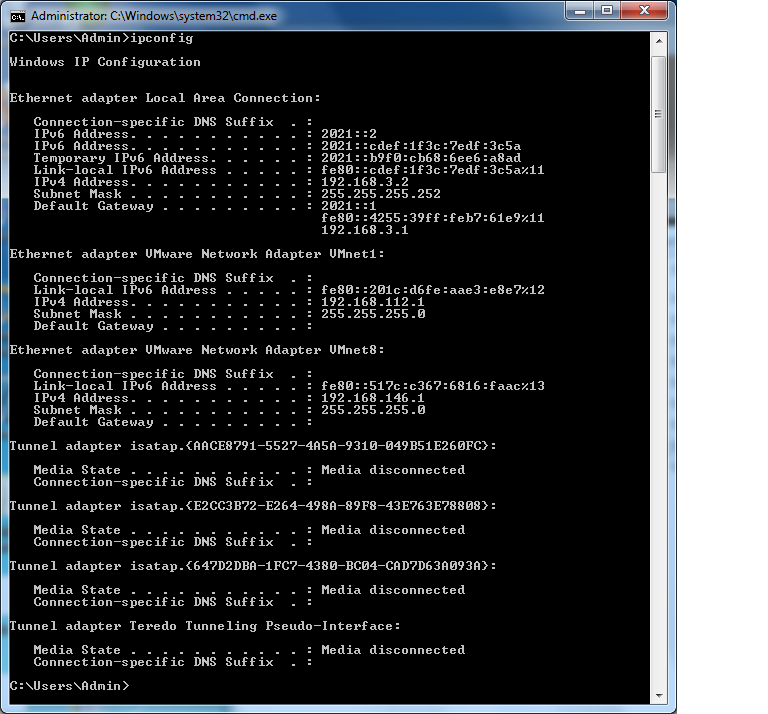 Administrator: C:\Windows\system32\cmd.exe
C:\Users\Admin>ipconfig
Windows IP Configuration
Ethernet adapter Local Area Connection:
   Connection-specific DNS Suffix  . :
   IPv6 Address. . . . . . . . . . . : 2021::2
   IPv6 Address. . . . . . . . . . . : 2021::cdef:1f3c:7edf:3c5a
   Temporary IPv6 Address. . . . . . : 2021::b9f0:cb68:6ee6:a8ad
   Link-local IPv6 Address . . . . . : fe80::cdef:1f3c:7edf:3c5a%11
   IPv4 Address. . . . . . . . . . . : 192.168.3.2
   Subnet Mask . . . . . . . . . . . : 255.255.255.252
   Default Gateway . . . . . . . . . : 2021::1
                                       fe80::4255:39ff:feb7:61e9%11
                                       192.168.3.1
Ethernet adapter VMware Network Adapter VMnet1:
   Connection-specific DNS Suffix  . :
   Link-local IPv6 Address . . . . . : fe80::201c:d6fe:aae3:e8e7%12
   IPv4 Address. . . . . . . . . . . : 192.168.112.1
   Subnet Mask . . . . . . . . . . . : 255.255.255.0
   Default Gateway . . . . . . . . . :
Ethernet adapter VMware Network Adapter VMnet8:
   Connection-specific DNS Suffix  . :
   Link-local IPv6 Address . . . . . : fe80::517c:c367:6816:faac%13
   IPv4 Address. . . . . . . . . . . : 192.168.146.1
   Subnet Mask . . . . . . . . . . . : 255.255.255.0
   Default Gateway . . . . . . . . . :
Tunnel adapter isatap.{AACE8791-5527-4A5A-9310-049B51E260FC}:
   Media State . . . . . . . . . . . : Media disconnected
   Connection-specific DNS Suffix  . :
Tunnel adapter isatap.{E2CC3B72-E264-498A-89F8-43E763E78808}:
   Media State . . . . . . . . . . . : Media disconnected
   Connection-specific DNS Suffix  . :
Tunnel adapter isatap.{647D2DBA-1FC7-4380-BC04-CAD7D63A093A}:
   Media State . . . . . . . . . . . : Media disconnected
   Connection-specific DNS Suffix  . :
Tunnel adapter Teredo Tunneling Pseudo-Interface:
   Media State . . . . . . . . . . . : Media disconnected
   Connection-specific DNS Suffix  . :
C:\Users\Admin>